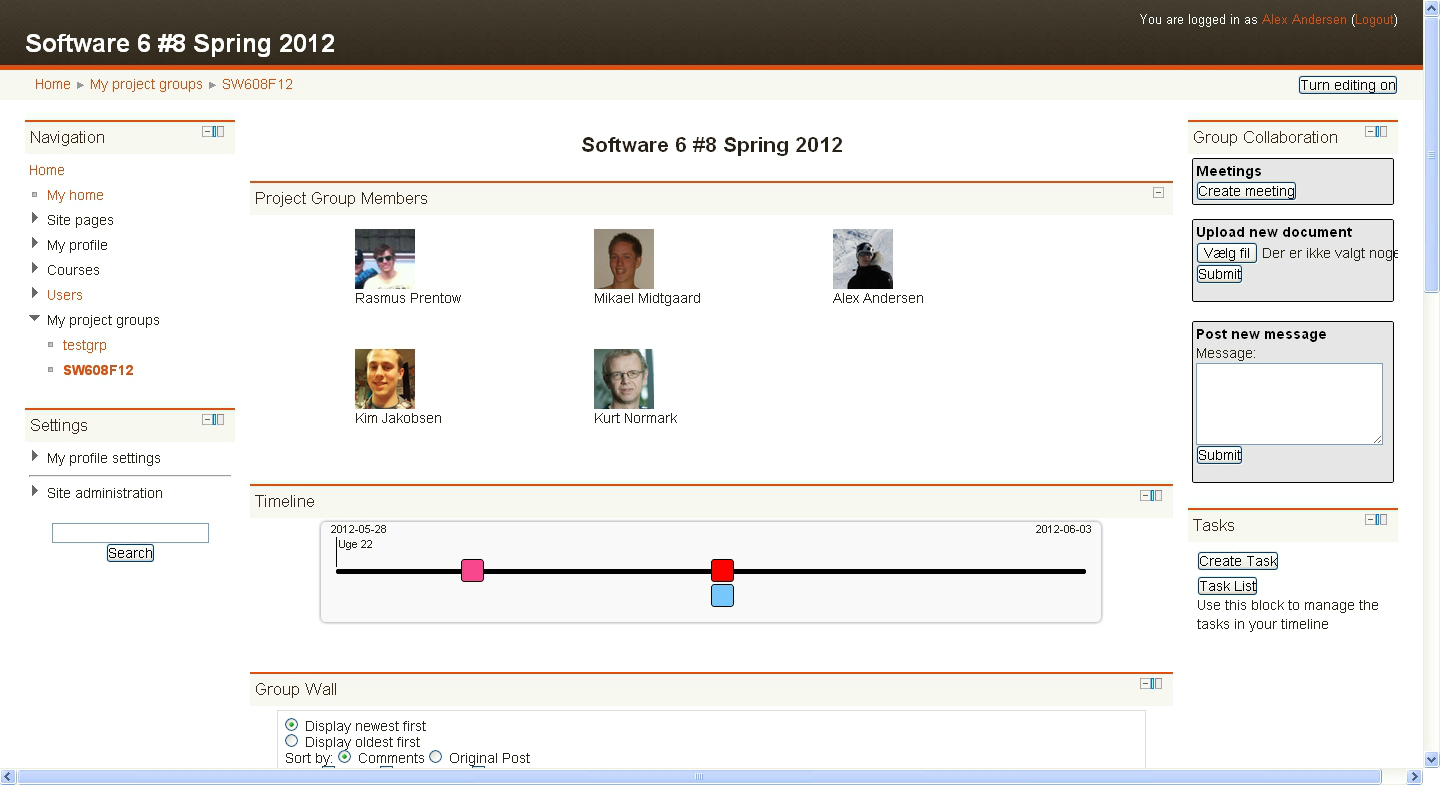 You are logged in as Alex Andersen (Logout)
Software 6 #8 Spring 2012
Home ► My project groups ► SW608F12
Turn editing on
Navigation
Home
My home
Site pages
My profile
Courses
Users
My project groups
testgrp
SW608F12
Settings
My profile settings
Site administration
Search
Software 6 #8 Spring 2012
Project Group Members
Rasmus Prentow
Mikael Midtgaard
Alex Andersen
Kim Jakobsen
Kurt Normark
Timeline
2012-05-28
2012-06-03
Uge 22
Group Wall
Display newest first
Display oldest first
Sort by: Comments Original Post
Group Collaboration
Meetings
Create meeting
Upload new document
Vælg fil Der er ikke valgt noge
Submit
Post new message
Message:
Submit
Tasks
Create Task
Task List
Use this block to manage the
tasks in your timeline